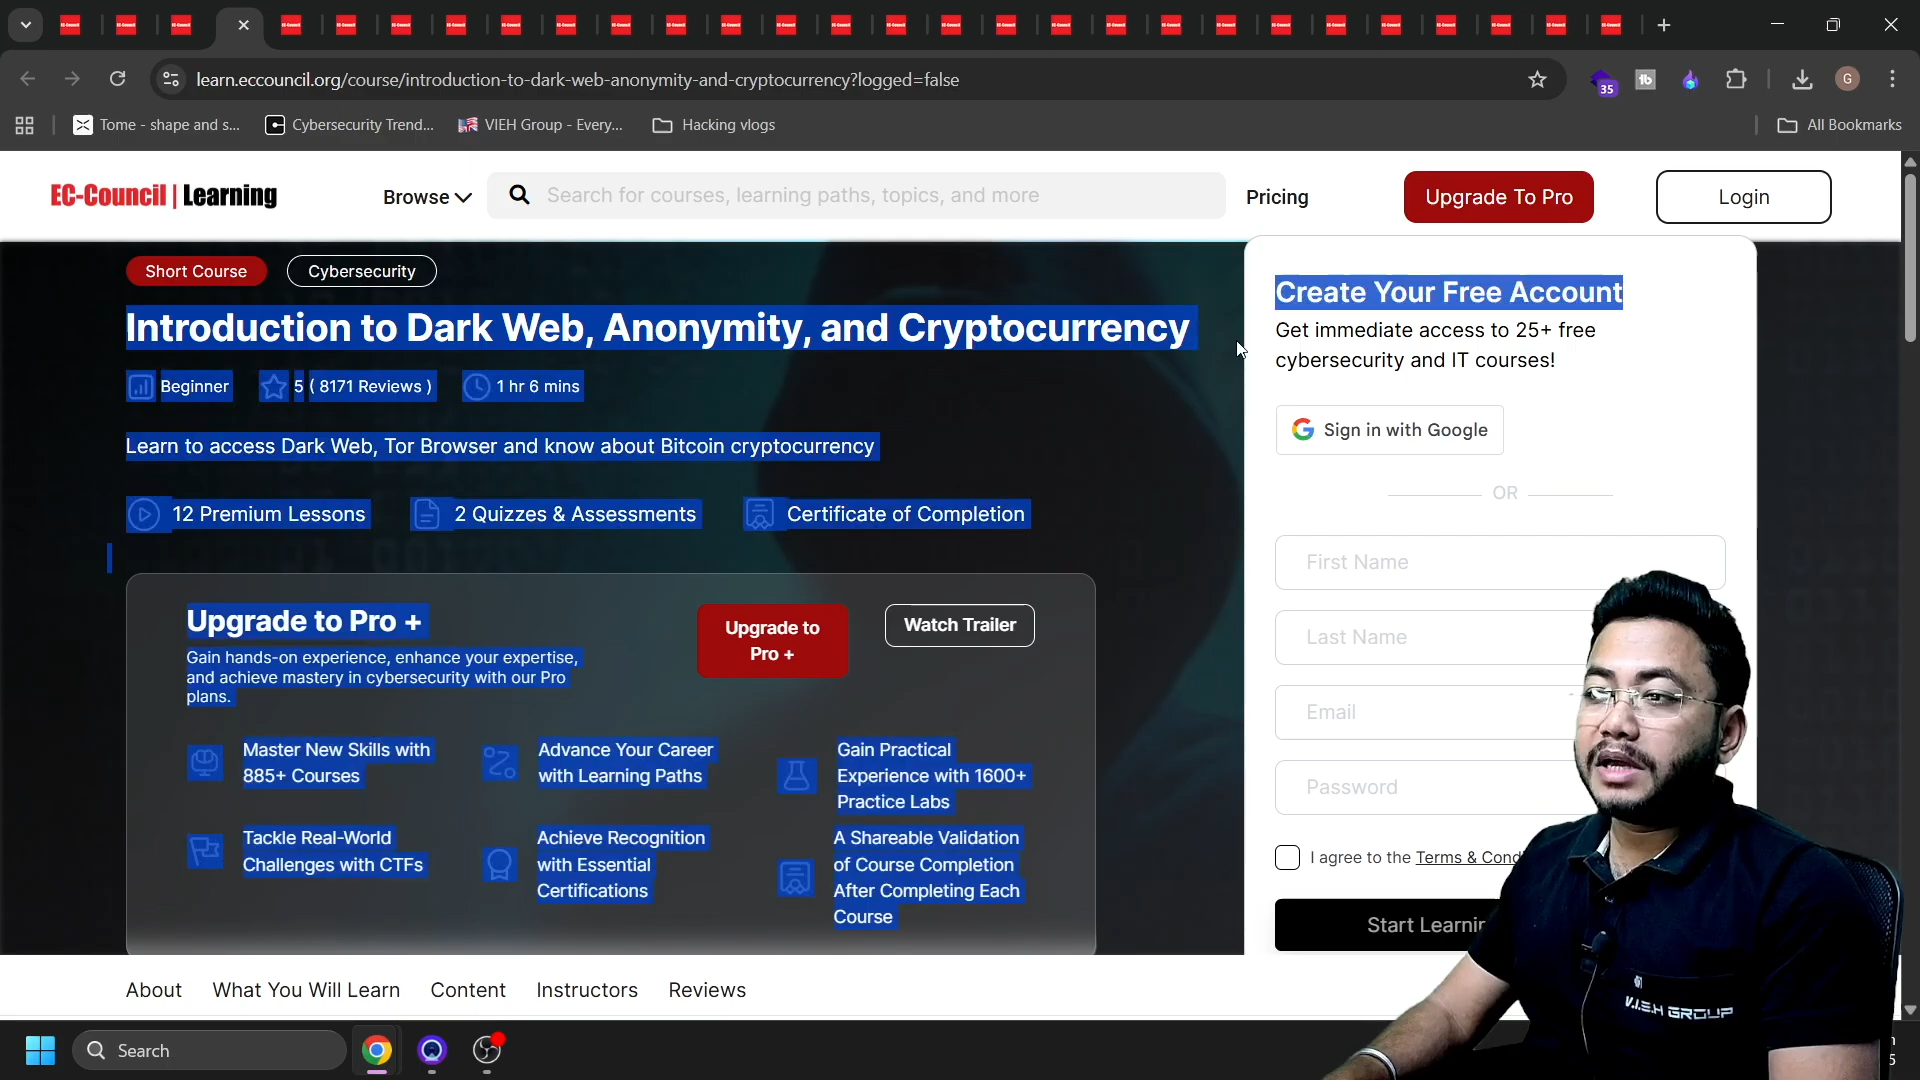 learn.eccouncil.org/course/introduction-to-dark-web-anonymity-and-cryptocurrency?logged=false
35
tb
G
Tome - shape and s...
Cybersecurity Trend...
VIEH Group - Every...
Hacking vlogs
All Bookmarks
EC-Council | Learning
Browse
Search for courses, learning paths, topics, and more
Pricing
Upgrade To Pro
Login
Short Course
Cybersecurity
Introduction to Dark Web, Anonymity, and Cryptocurrency
Beginner
5 ( 8171 Reviews )
1 hr 6 mins
Learn to access Dark Web, Tor Browser and know about Bitcoin cryptocurrency
12 Premium Lessons
2 Quizzes & Assessments
Certificate of Completion
Upgrade to Pro +
Gain hands-on experience, enhance your expertise,
and achieve mastery in cybersecurity with our Pro
plans.
Upgrade to
Pro +
Watch Trailer
Master New Skills with
885+ Courses
Advance Your Career
with Learning Paths
Gain Practical
Experience with 1600+
Practice Labs
Tackle Real-World
Challenges with CTFs
Achieve Recognition
with Essential
Certifications
A Shareable Validation
of Course Completion
After Completing Each
Course
Create Your Free Account
Get immediate access to 25+ free
cybersecurity and IT courses!
Sign in with Google
OR
First Name
Last Name
Email
Password
I agree to the Terms & Cond
Start Learnin
V.I.E.H GROUP
About
What You Will Learn
Content
Instructors
Reviews
Search